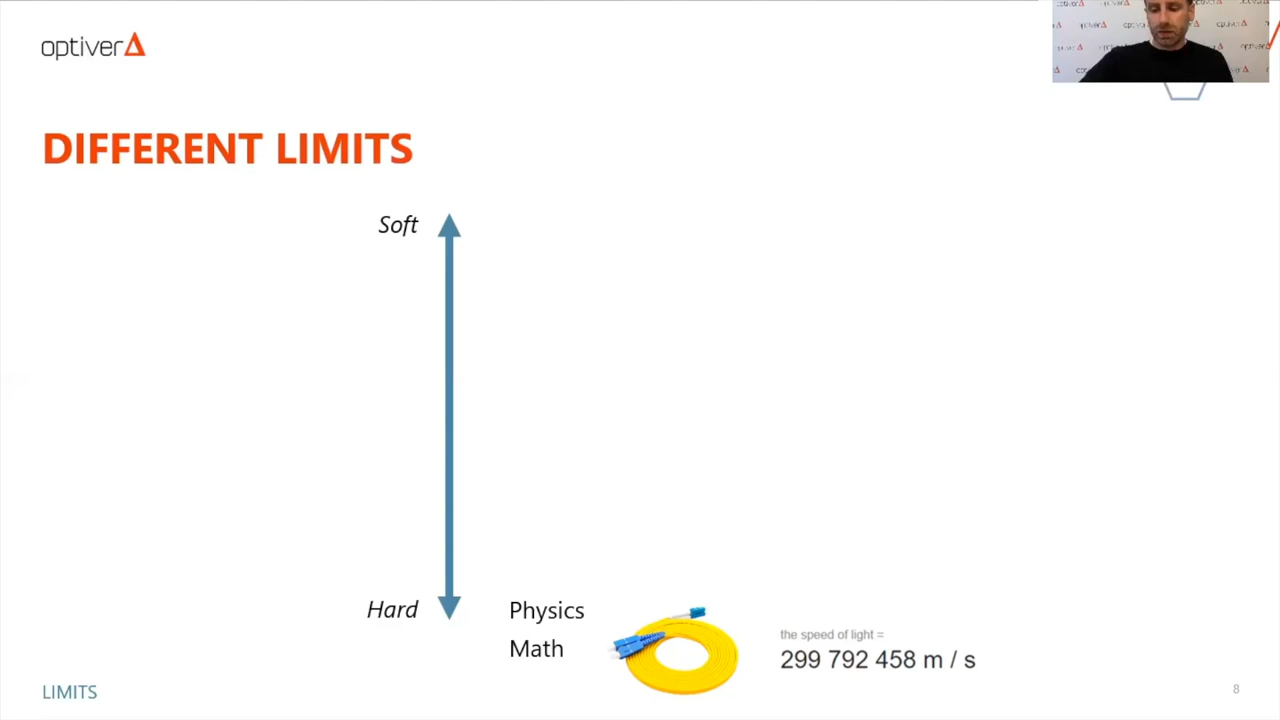 optiver
DIFFERENT LIMITS
Soft
Hard
Physics
Math
the speed of light =
299 792 458 m / s
LIMITS
8